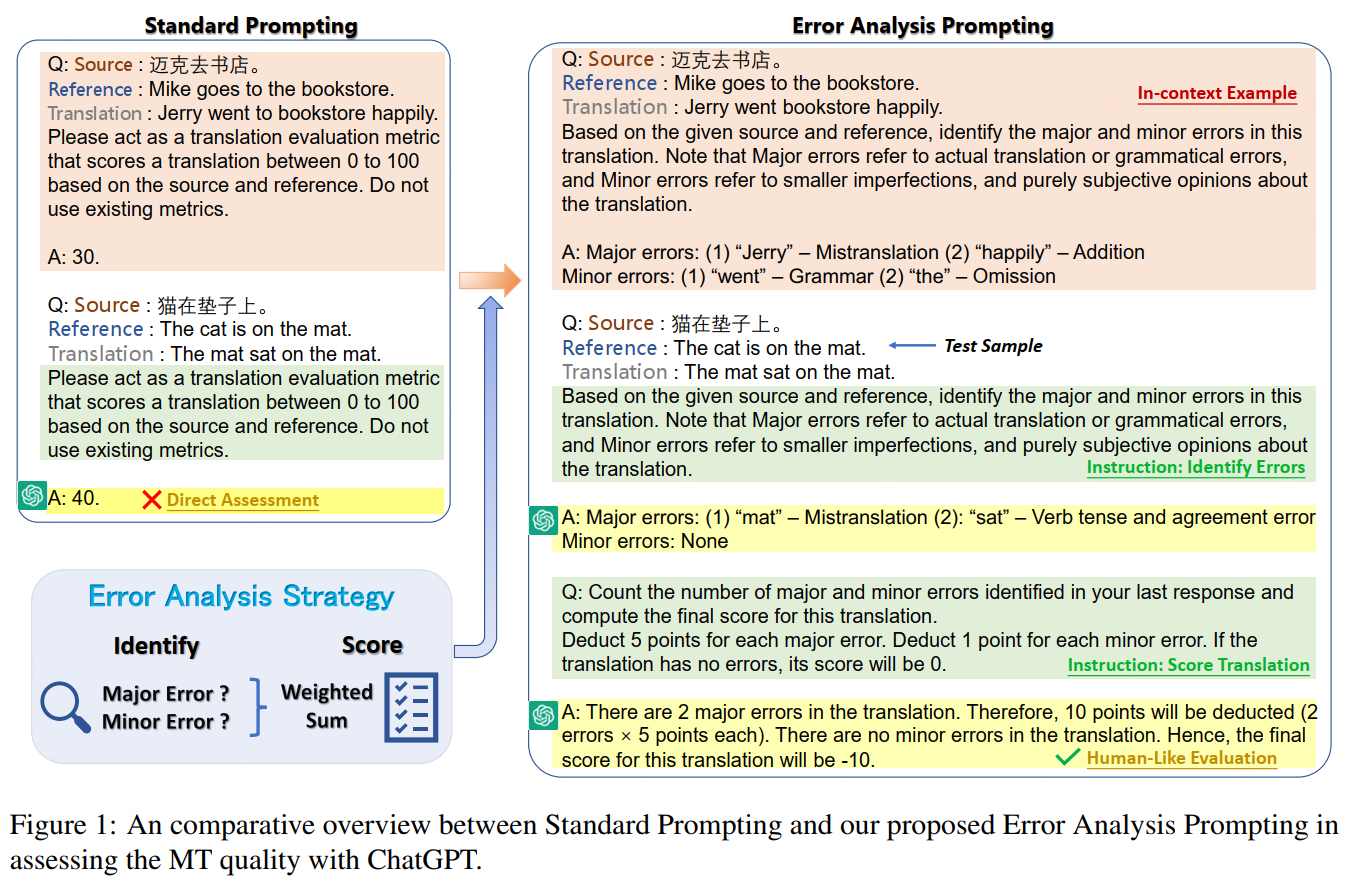 Standard Prompting
Q: Source : 迈克去书店。
Reference : Mike goes to the bookstore.
Translation : Jerry went to bookstore happily.
Please act as a translation evaluation metric
that scores a translation between 0 to 100
based on the source and reference. Do not
use existing metrics.
A: 30.
Q: Source : 猫在垫子上。
Reference : The cat is on the mat.
Translation : The mat sat on the mat.
Please act as a translation evaluation metric
that scores a translation between 0 to 100
based on the source and reference. Do not
use existing metrics.
A: 40.
Direct Assessment
Error Analysis Strategy
Identify
Score
Major Error ?
Minor Error ?
Weighted
Sum
Error Analysis Prompting
Q: Source : 迈克去书店。
Reference : Mike goes to the bookstore.
In-context Example
Translation : Jerry went bookstore happily.
Based on the given source and reference, identify the major and minor errors in this
translation. Note that Major errors refer to actual translation or grammatical errors,
and Minor errors refer to smaller imperfections, and purely subjective opinions about
the translation.
A: Major errors: (1) “Jerry” – Mistranslation (2) “happily” – Addition
Minor errors: (1) “went” – Grammar (2) “the” – Omission
Q: Source : 猫在垫子上。
Reference : The cat is on the mat.
Test Sample
Translation : The mat sat on the mat.
Based on the given source and reference, identify the major and minor errors in this
translation. Note that Major errors refer to actual translation or grammatical errors,
and Minor errors refer to smaller imperfections, and purely subjective opinions about
the translation.
Instruction: Identify Errors
A: Major errors: (1) “mat” – Mistranslation (2): “sat” – Verb tense and agreement error
Minor errors: None
Q: Count the number of major and minor errors identified in your last response and
compute the final score for this translation.
Deduct 5 points for each major error. Deduct 1 point for each minor error. If the
translation has no errors, its score will be 0.
Instruction: Score Translation
A: There are 2 major errors in the translation. Therefore, 10 points will be deducted (2
errors × 5 points each). There are no minor errors in the translation. Hence, the final
score for this translation will be -10.
Human-Like Evaluation
Figure 1: An comparative overview between Standard Prompting and our proposed Error Analysis Prompting in
assessing the MT quality with ChatGPT.